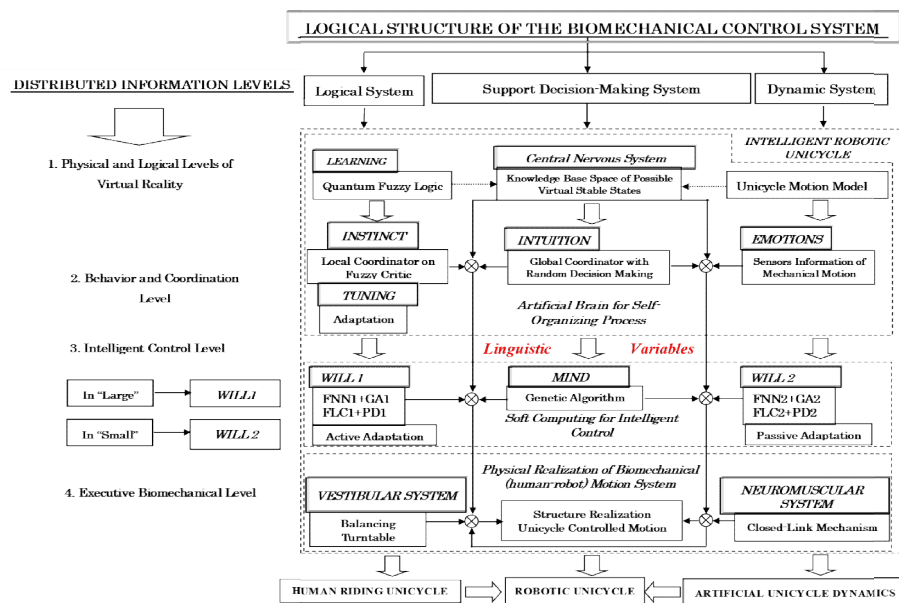 LOGICAL STRUCTURE OF THE BIOMECHANICAL CONTROL SYSTEM
DISTRIBUTED INFORMATION LEVELS
Logical System
Support Decision-Making System
Dynamic System
INTELLIGENT ROBOTIC
UNICYCLE
1. Physical and Logical Levels of
Virtual Reality
LEARNING
Quantum Fuzzy Logic
Central Nervous System
Knowledge Base Space of Possible
Virtual Stable States
Unicycle Motion Model
INSTINCT
Local Coordinator on
Fuzzy Critic
INTUITION
Global Coordinator with
Random Decision Making
EMOTIONS
Sensors Information of
Mechanical Motion
2. Behavior and Coordination
Level
TUNING
Adaptation
Artificial Brain for Self-
Organizing Process
3. Intelligent Control Level
Linguistic
Variables
In "Large"
WILL1
In "Small"
WILL 2
WILL 1
FNN1+GA1
FLC1+PD1
Active Adaptation
MIND
Genetic Algorithm
Soft Computing for Intelligent
Control
WILL 2
FNN2+GA2
FLC2+PD2
Passive Adaptation
4. Executive Biomechanical Level
Physical Realization of Biomechanical
(human-robot) Motion System
VESTIBULAR SYSTEM
Balancing
Turntable
Structure Realization
Unicycle Controlled Motion
NEUROMUSCULAR
SYSTEM
Closed-Link Mechanism
HUMAN RIDING UNICYCLE
ROBOTIC UNICYCLE
ARTIFICIAL UNICYCLE DYNAMICS